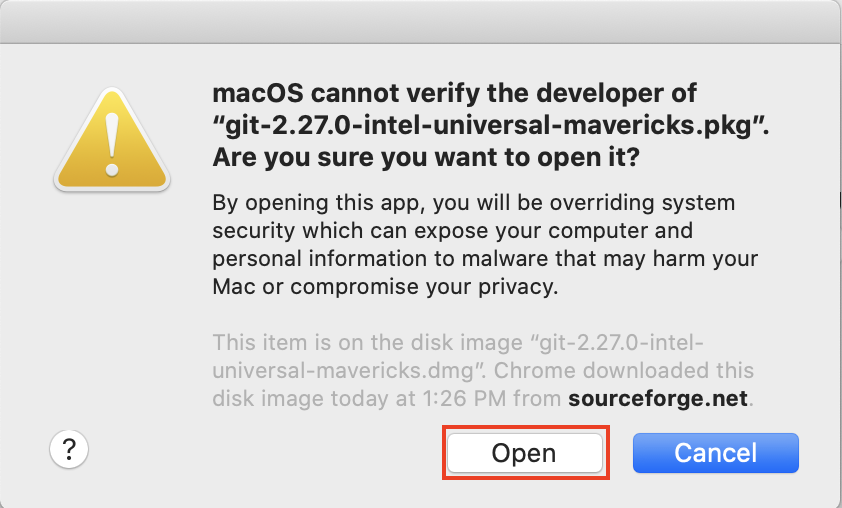 macOS cannot verify the developer of
“git-2.27.0-intel-universal-mavericks.pkg”.
Are you sure you want to open it?
By opening this app, you will be overriding system
security which can expose your computer and
personal information to malware that may harm your
Mac or compromise your privacy.
This item is on the disk image “git-2.27.0-intel-
universal-mavericks.dmg”. Chrome downloaded this
disk image today at 1:26 PM from sourceforge.net.
?
Open
Cancel